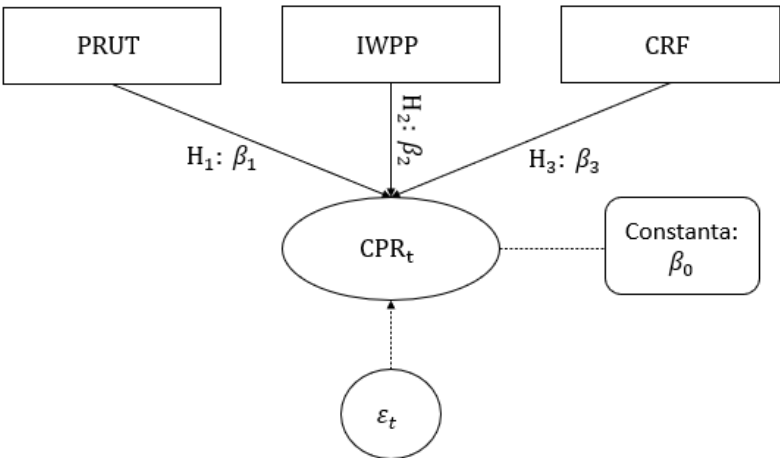 PRUT
IWPP
CRF
H₁: β₁
H₂: β₂
H₃: β₃
CPRₜ
Constanta:
β₀
εₜ